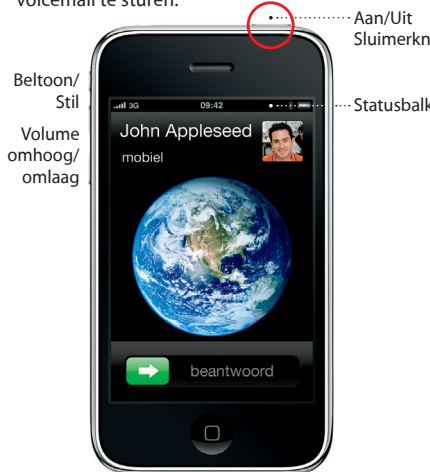 voicemail te sturen.
Aan/Uit
Sluimerkn
Beltoon/
Stil
Statusbalk
Volume
omhoog/
omlaag
3G 09:42
John Appleseed
mobiel
beantwoord